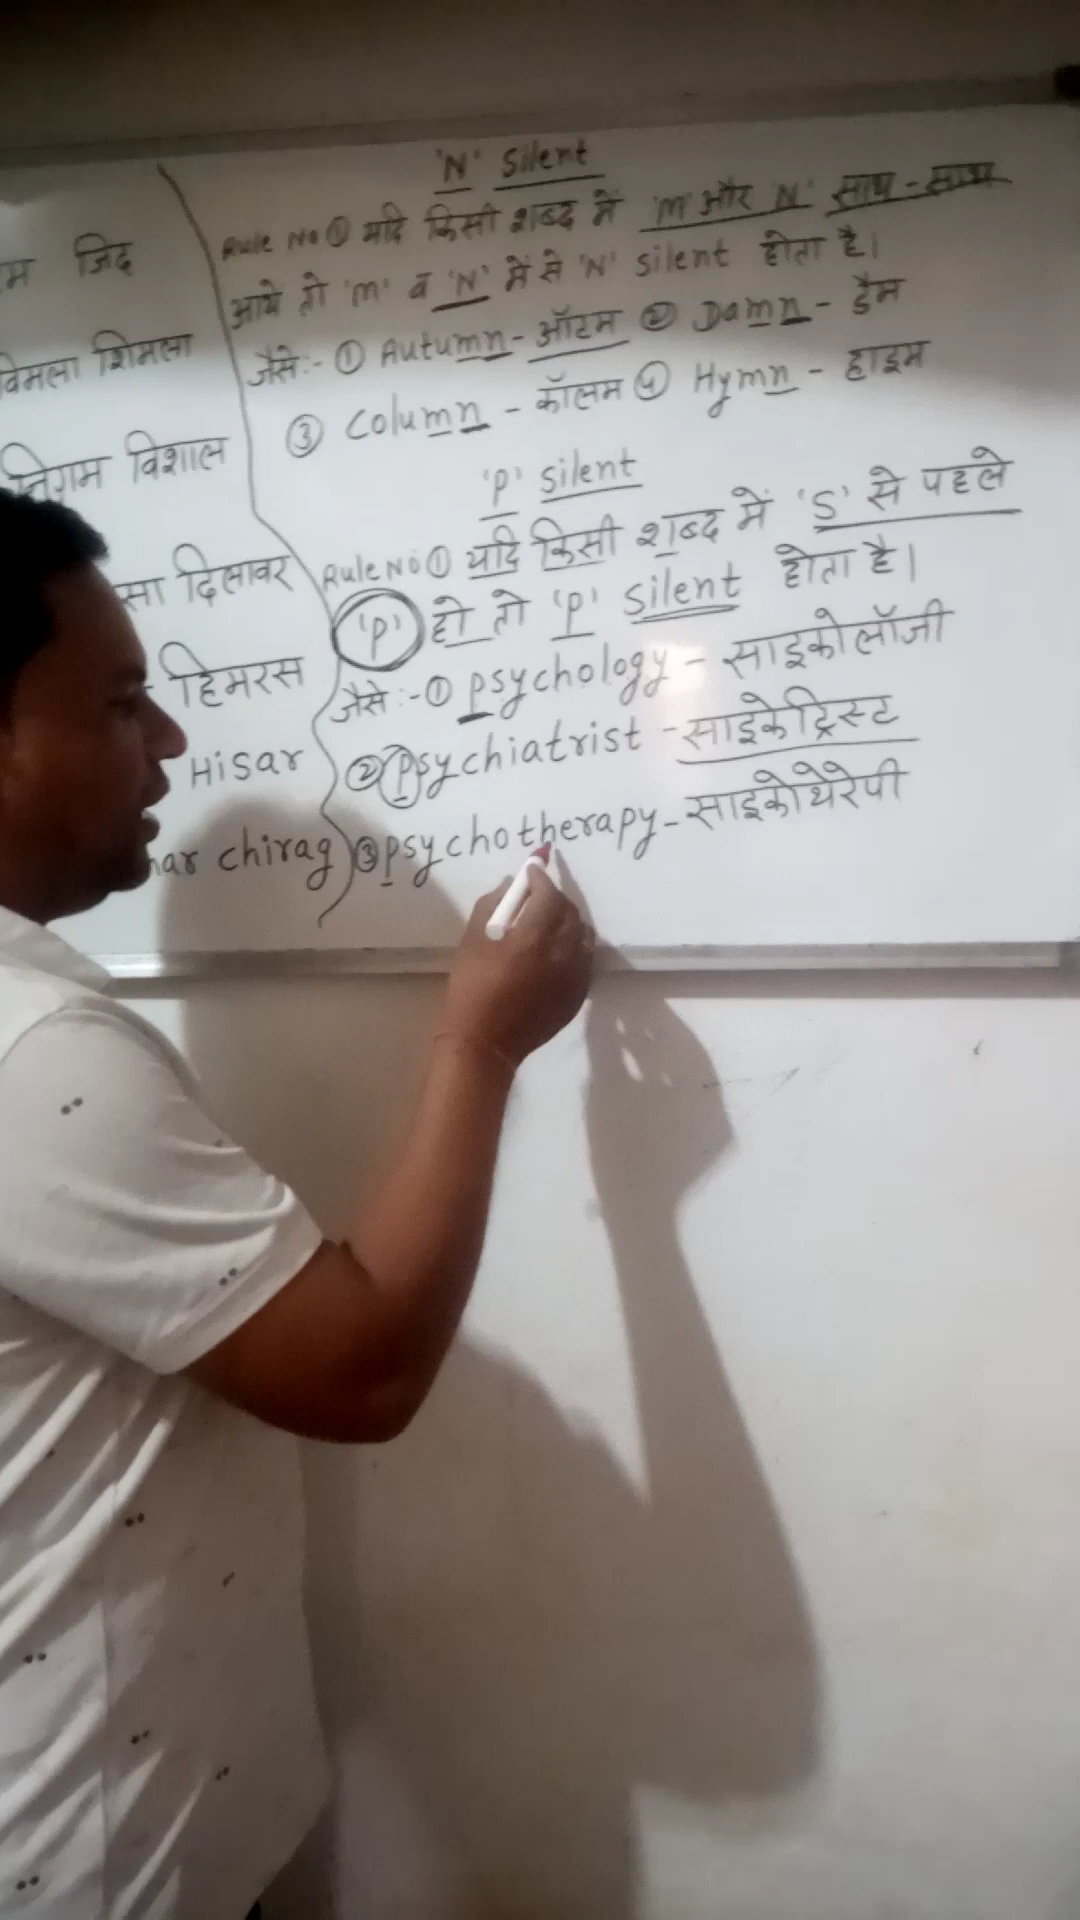 म जिद
विमला शिमला
निगम विशाल
सा दिलावर
हिमरस
Hisar
har chirag
'N' Silent
Rule No ① यदि किसी शब्द में 'M' और 'N' साथ-साथ
आये तो 'm' व 'N' में से 'N' silent होता है।
जैसे:- ① Autumn - ऑटम ② Damn - डैम
③ Column - कॉलम ④ Hymn - हाइम
'P' silent
Rule No ① यदि किसी शब्द में 'S' से पहले
'P' हो तो 'P' silent होता है।
जैसे:- ① psychology - साइकोलॉजी
② Psychiatrist - साइकेट्रिस्ट
③ psychotherapy - साइकोथेरेपी